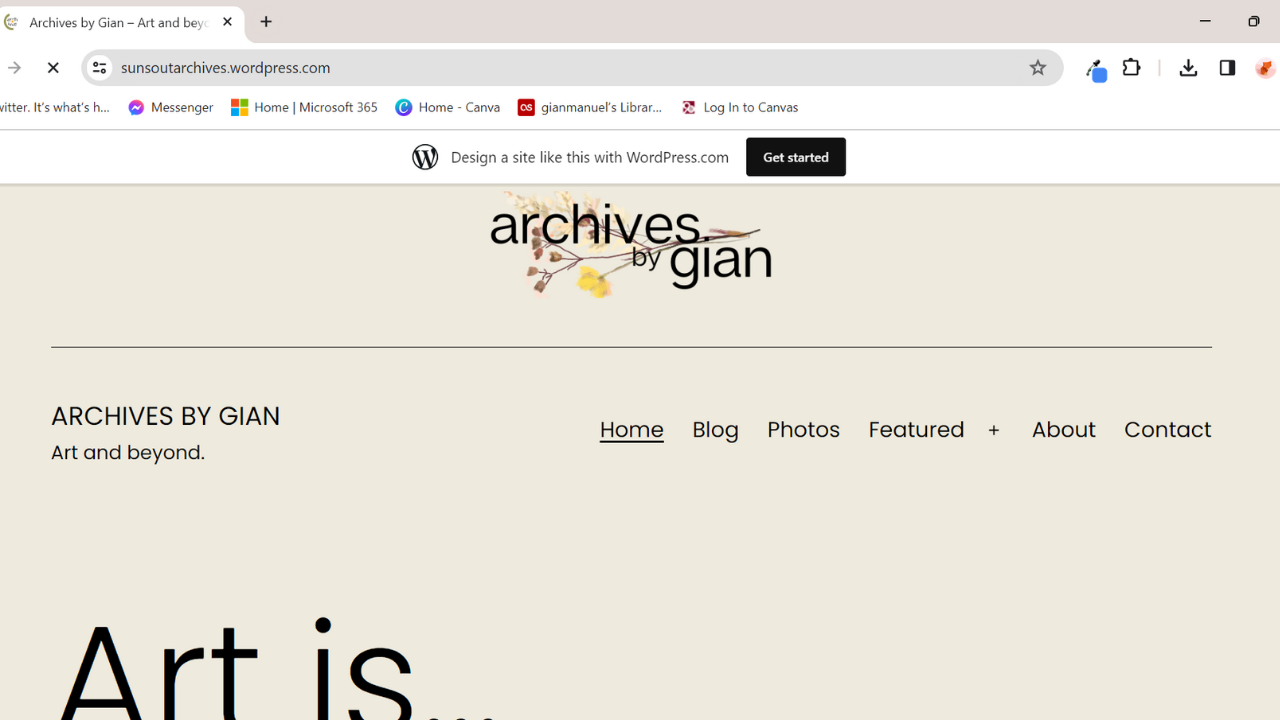 Archives by Gian – Art and beyo
sunsoutarchives.wordpress.com
witter. It's what's h...
Messenger
Home | Microsoft 365
Home - Canva
gianmanuel's Librar...
Log In to Canvas
Design a site like this with WordPress.com
Get started
archives.
by gian
ARCHIVES BY GIAN
Art and beyond.
Home
Blog
Photos
Featured +
About
Contact
Art is...